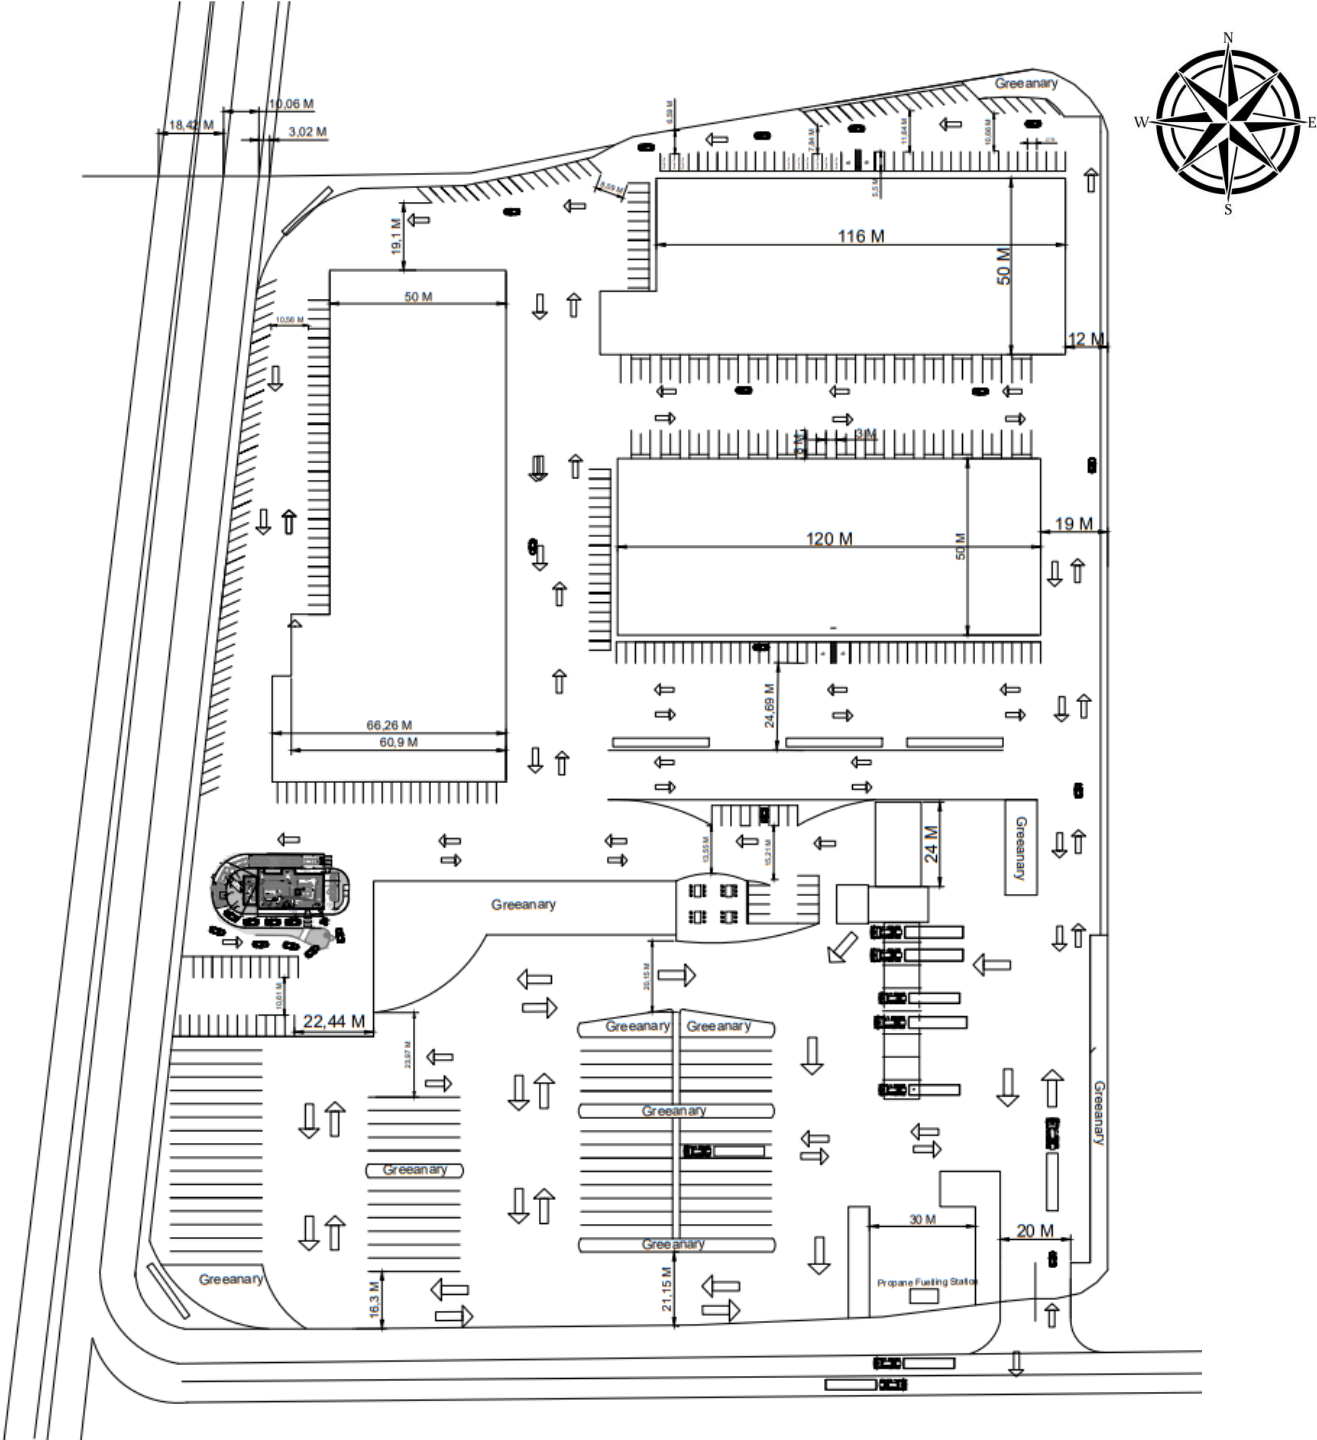 N
Greeanary
10,06 M
6,59 M
18,42 M
W
E
3,02 M
7,84 M
11,64 M
10,66 M
5,5 M
8,09 M
S
19,1 M
116 M
50 M
50 M
10,56 M
12 M
8 M
3 M
19 M
120 M
50 M
24,69 M
66,26 M
60,9 M
24 M
Greeanary
13,55 M
15,21 M
Greeanary
20,15 M
10,61 M
22,44 M
Greeanary
Greeanary
23,97 M
Greeanary
Greeanary
Greeanary
30 M
20 M
Greeanary
Greeanary
Propane Fuelling Station
16,3 M
21,15 M